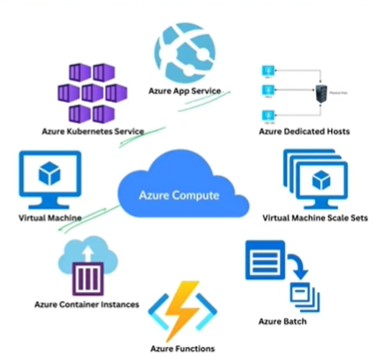 Azure App Service
Azure Kubernetes Service
Azure Dedicated Hosts
Azure Compute
Virtual Machine
Virtual Machine Scale Sets
Azure Container Instances
Azure Batch
Azure Functions